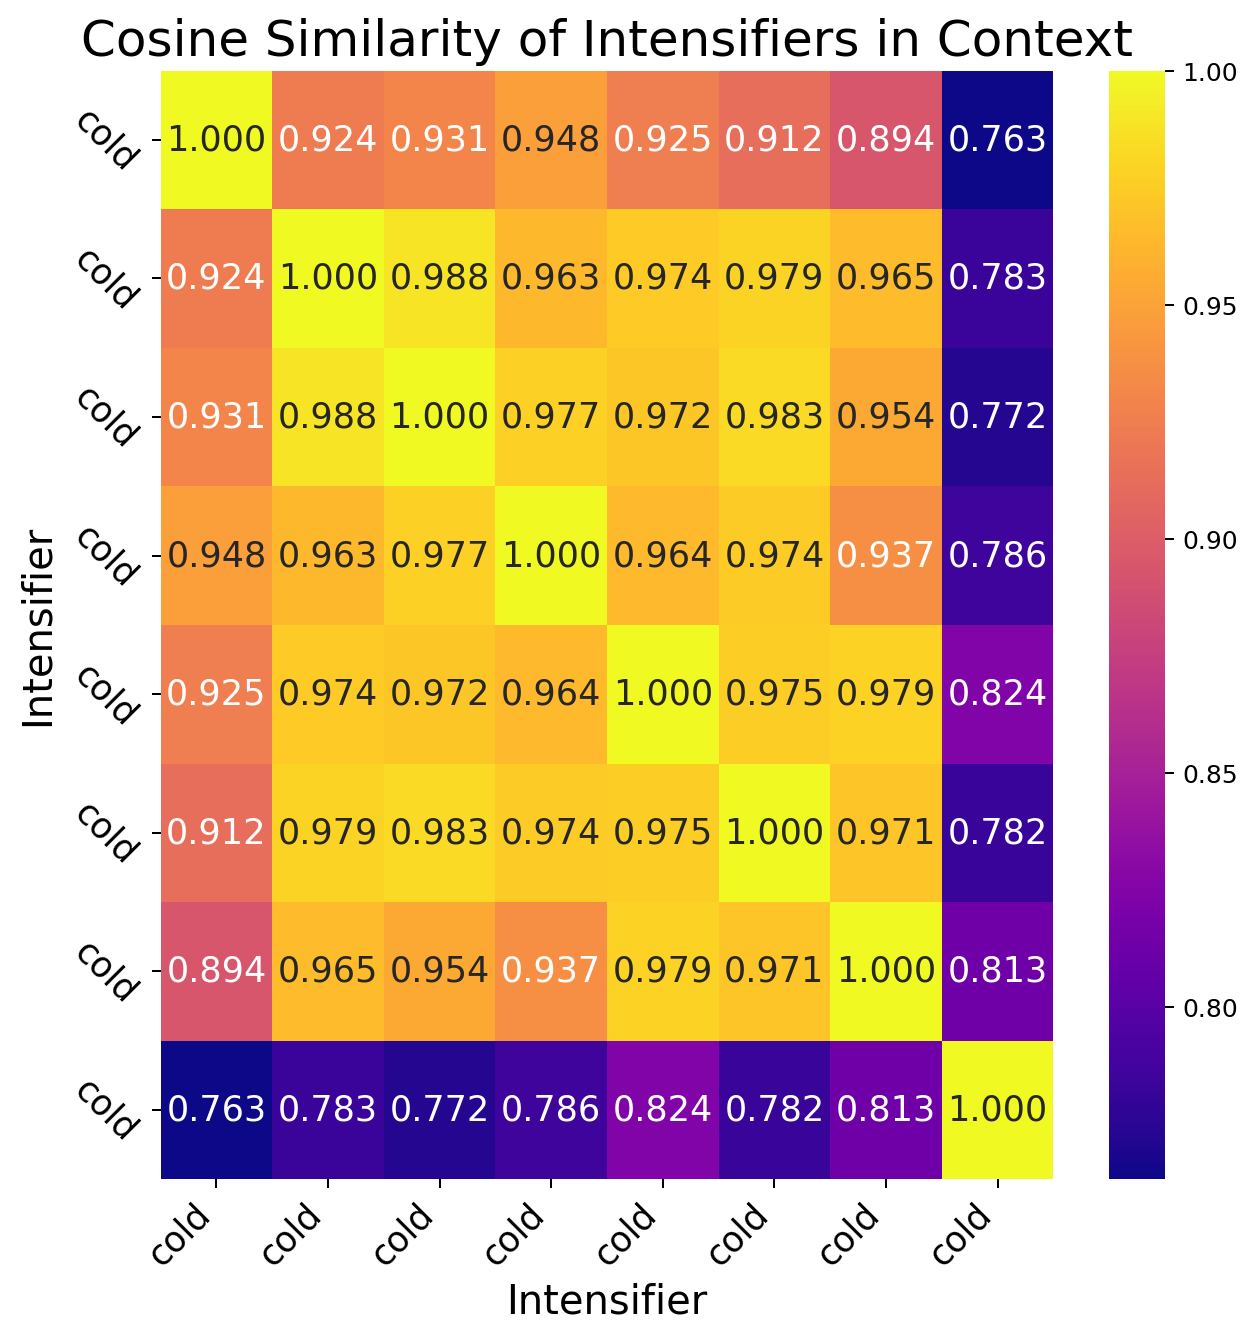 Cosine Similarity of Intensifiers in Context
cold 1.000 0.924 0.931 0.948 0.925 0.912 0.894 0.763
cold 0.924 1.000 0.988 0.963 0.974 0.979 0.965 0.783
cold 0.931 0.988 1.000 0.977 0.972 0.983 0.954 0.772
cold 0.948 0.963 0.977 1.000 0.964 0.974 0.937 0.786
cold 0.925 0.974 0.972 0.964 1.000 0.975 0.979 0.824
cold 0.912 0.979 0.983 0.974 0.975 1.000 0.971 0.782
cold 0.894 0.965 0.954 0.937 0.979 0.971 1.000 0.813
cold 0.763 0.783 0.772 0.786 0.824 0.782 0.813 1.000
cold cold cold cold cold cold cold cold
Intensifier
Intensifier
1.00
0.95
0.90
0.85
0.80